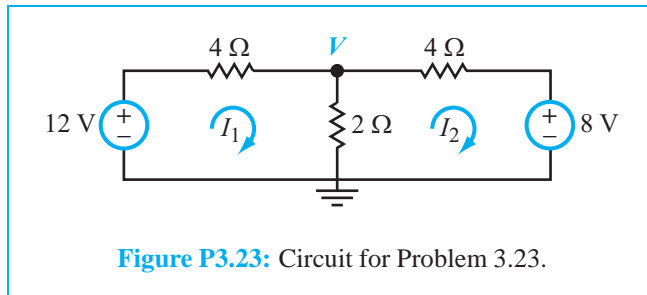 4 Ω V 4 Ω
12 V + − I₁ 2 Ω I₂ + − 8 V
Figure P3.23: Circuit for Problem 3.23.